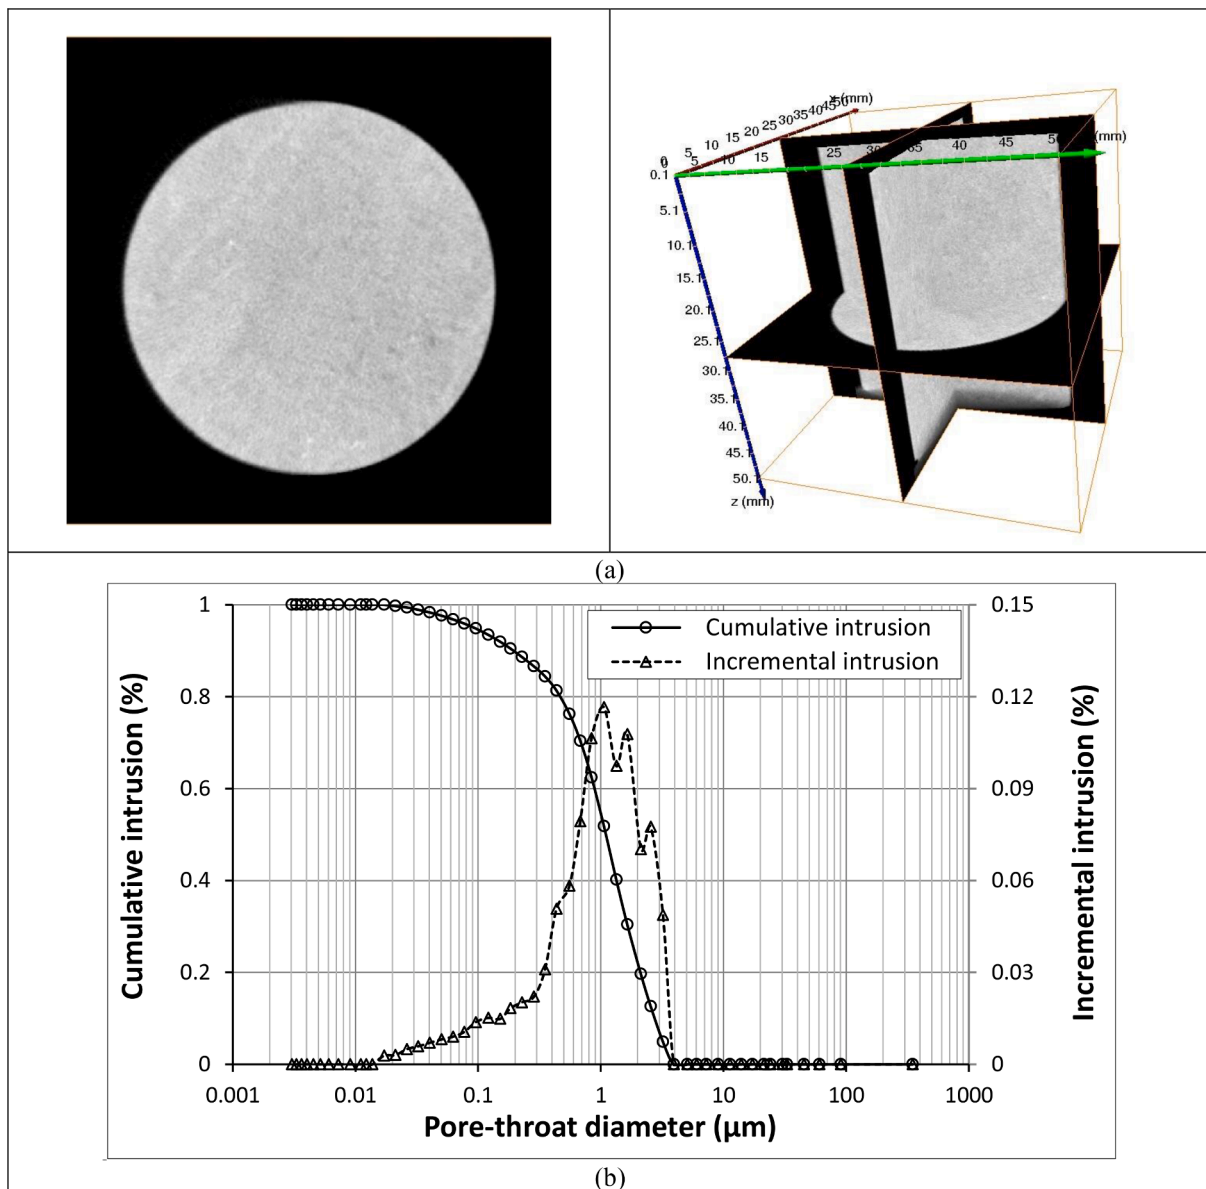 x (mm)
0 5 10 15 20 25 30 35 40 45 50
0 5 10 15 25 30 35 40 45 50 (mm)
0.1
5.1
10.1
15.1
20.1
25.1
30.1
35.1
40.1
45.1
50.1
z (mm)
(a)
Cumulative intrusion
Incremental intrusion
Cumulative intrusion (%)
1
0.8
0.6
0.4
0.2
0
0.15
0.12
0.09
0.06
0.03
0
Incremental intrusion (%)
0.001 0.01 0.1 1 10 100 1000
Pore-throat diameter (μm)
(b)